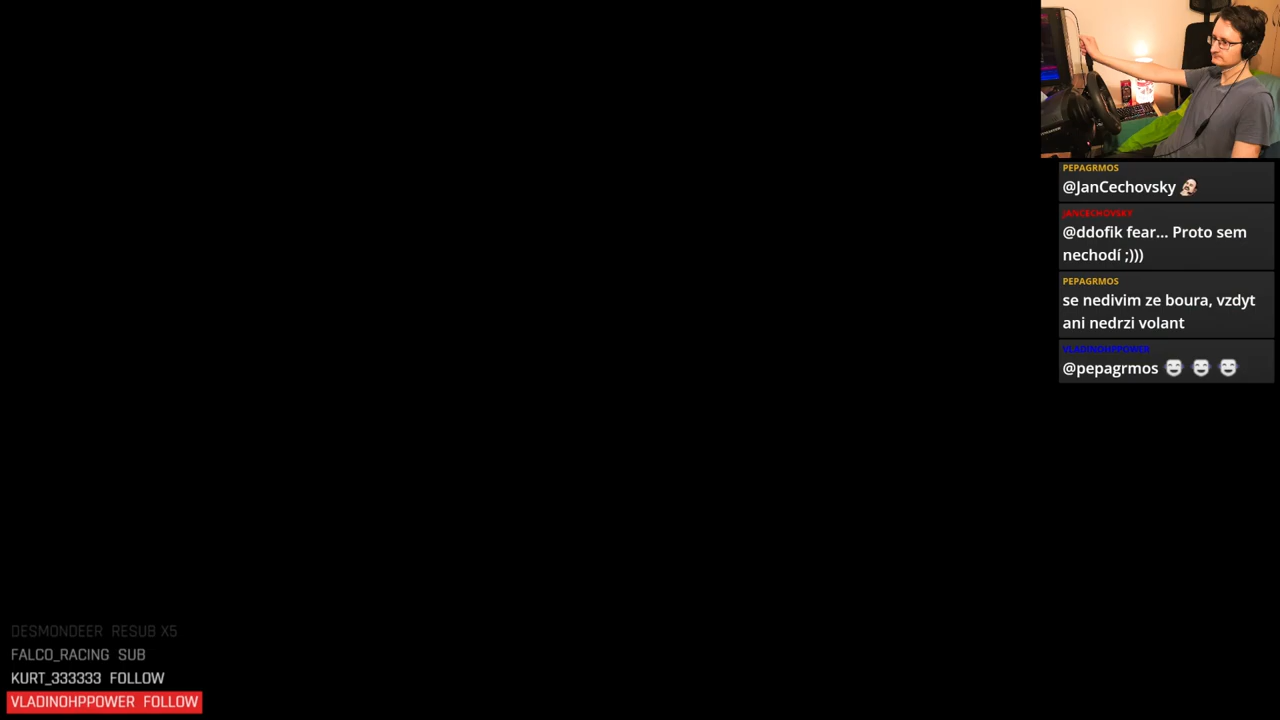 PEPAGRMOS
@JanCechovsky
JANCECHOVSKY
@ddofik fear... Proto sem
nechodí ;)))
PEPAGRMOS
se nedivim ze boura, vzdyt
ani nedrzi volant
VLADINOHPPOWER
@pepagrmos
DESMONDEER RESUB X5
FALCO_RACING SUB
KURT_333333 FOLLOW
VLADINOHPPOWER FOLLOW